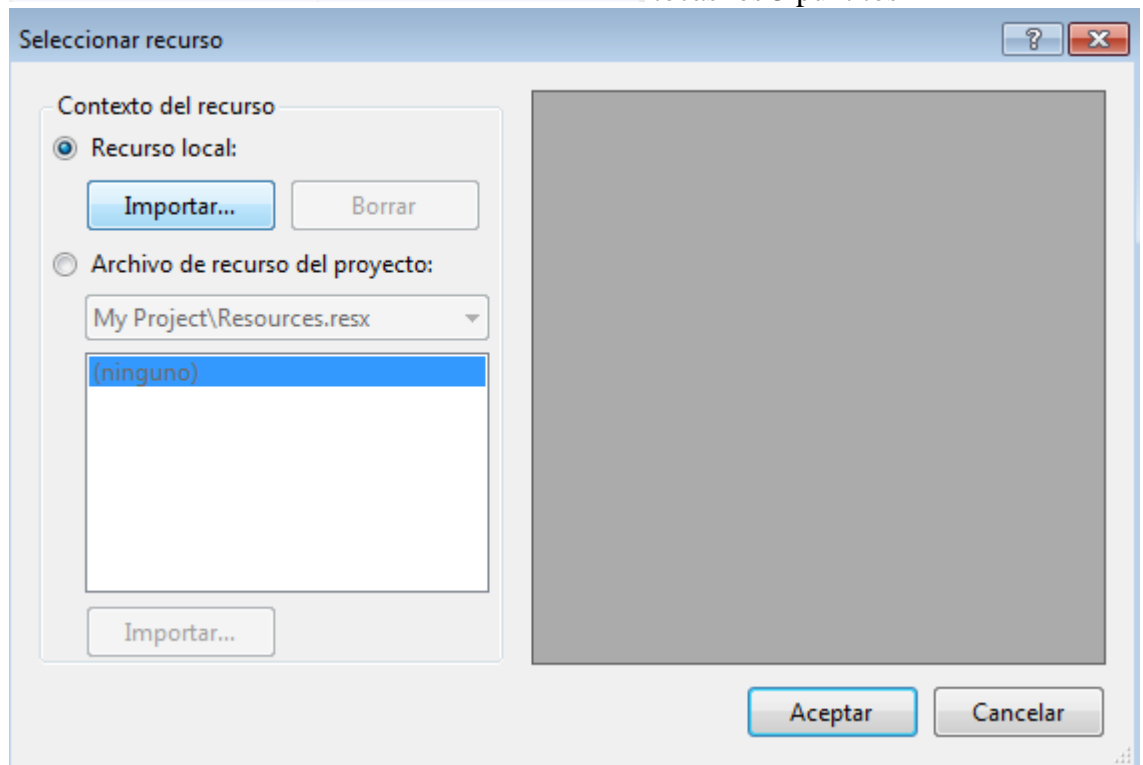 Seleccionar recurso
Contexto del recurso
Recurso local:
Importar... Borrar
Archivo de recurso del proyecto:
My Project\Resources.resx
(ninguno)
Importar...
Aceptar Cancelar